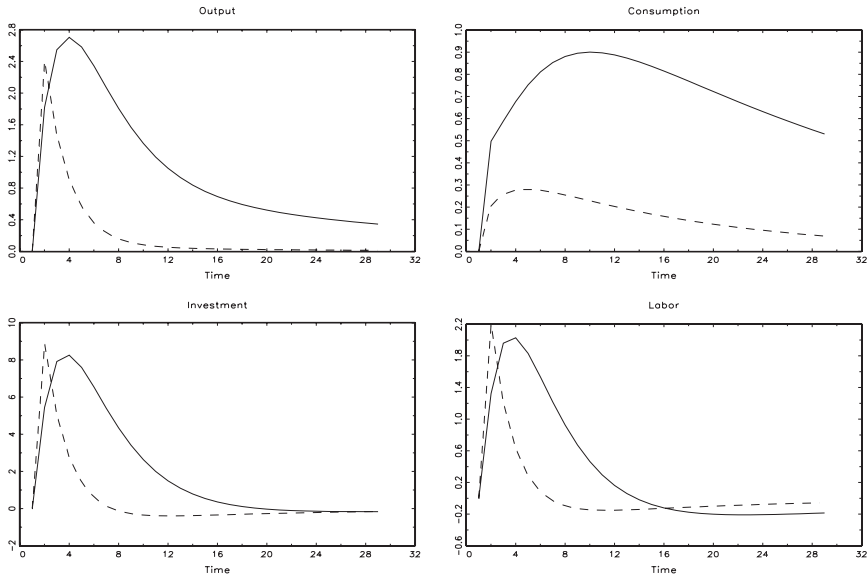 Output
2.8
2.4
2.0
1.6
1.2
0.8
0.4
0.0
0 4 8 12 16 20 24 28 32
Time
Consumption
1.0
0.9
0.8
0.7
0.6
0.5
0.4
0.3
0.2
0.1
0.0
0 4 8 12 16 20 24 28 32
Time
Investment
10
8
6
4
2
0
−2
0 4 8 12 16 20 24 28 32
Time
Labor
2.2
1.8
1.4
1.0
0.6
0.2
−0.2
−0.6
0 4 8 12 16 20 24 28 32
Time